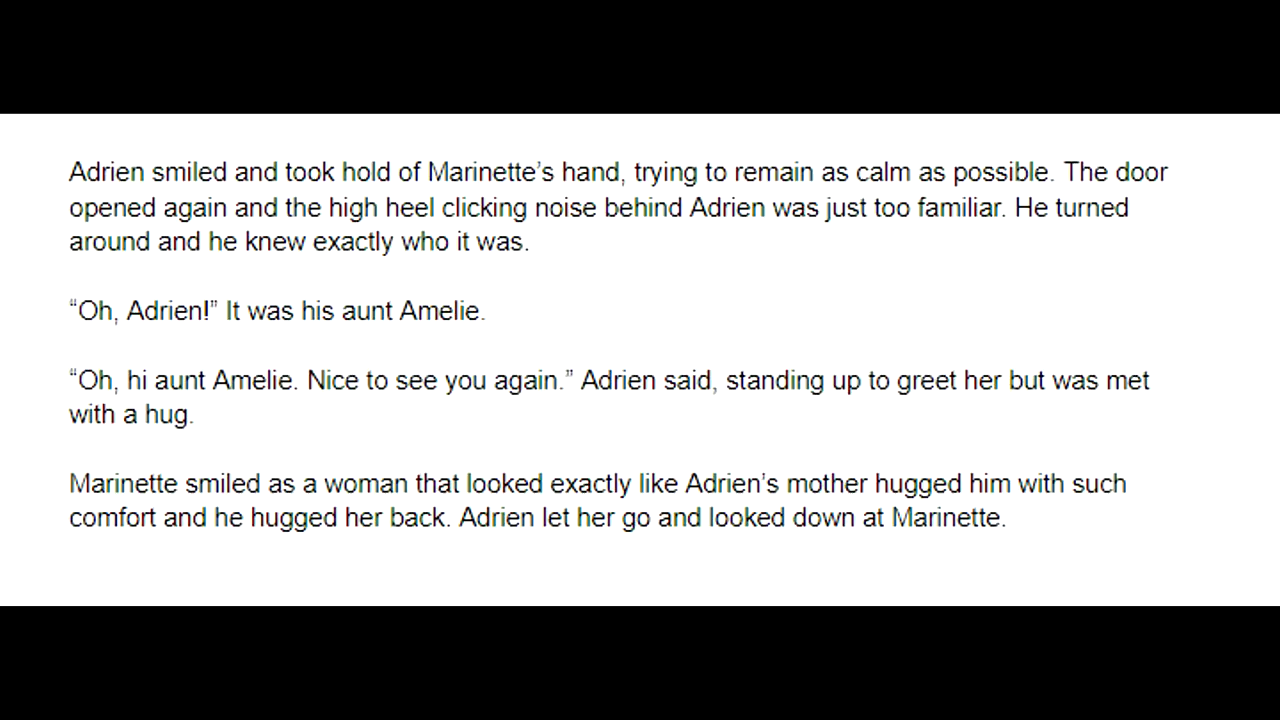 Adrien smiled and took hold of Marinette’s hand, trying to remain as calm as possible. The door
opened again and the high heel clicking noise behind Adrien was just too familiar. He turned
around and he knew exactly who it was.
“Oh, Adrien!” It was his aunt Amelie.
“Oh, hi aunt Amelie. Nice to see you again.” Adrien said, standing up to greet her but was met
with a hug.
Marinette smiled as a woman that looked exactly like Adrien’s mother hugged him with such
comfort and he hugged her back. Adrien let her go and looked down at Marinette.